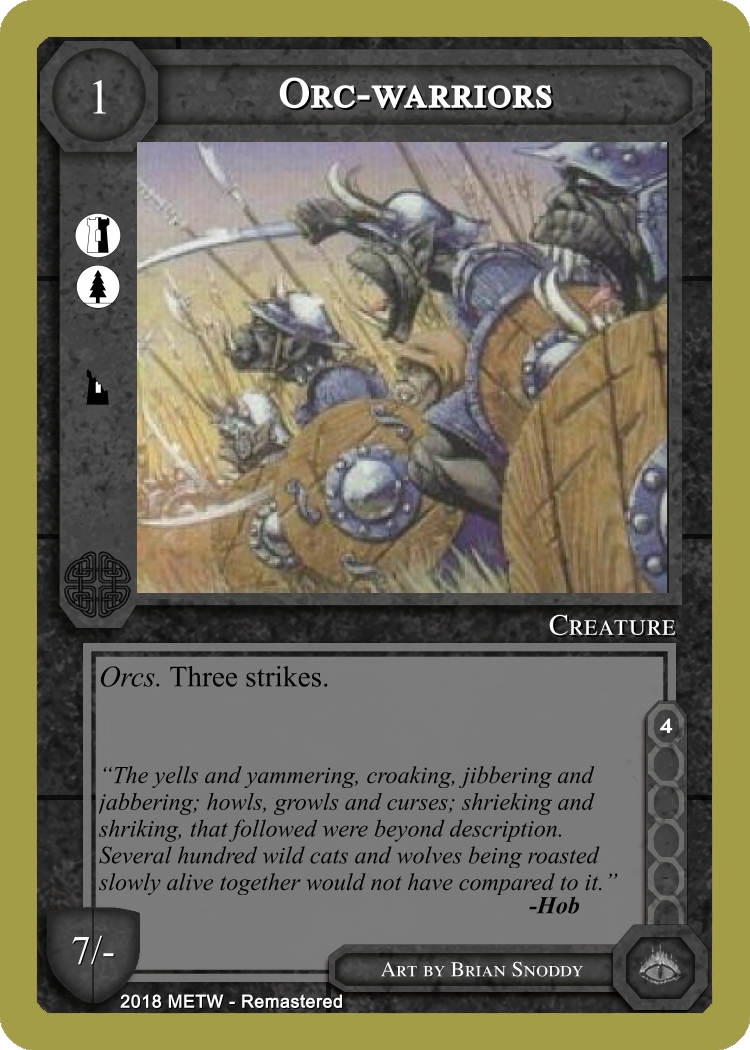 1
ORC-WARRIORS
CREATURE
Orcs. Three strikes.
4
“The yells and yammering, croaking, jibbering and
jabbering; howls, growls and curses; shrieking and
shriking, that followed were beyond description.
Several hundred wild cats and wolves being roasted
slowly alive together would not have compared to it.”
-Hob
7/-
ART BY BRIAN SNODDY
2018 METW - Remastered